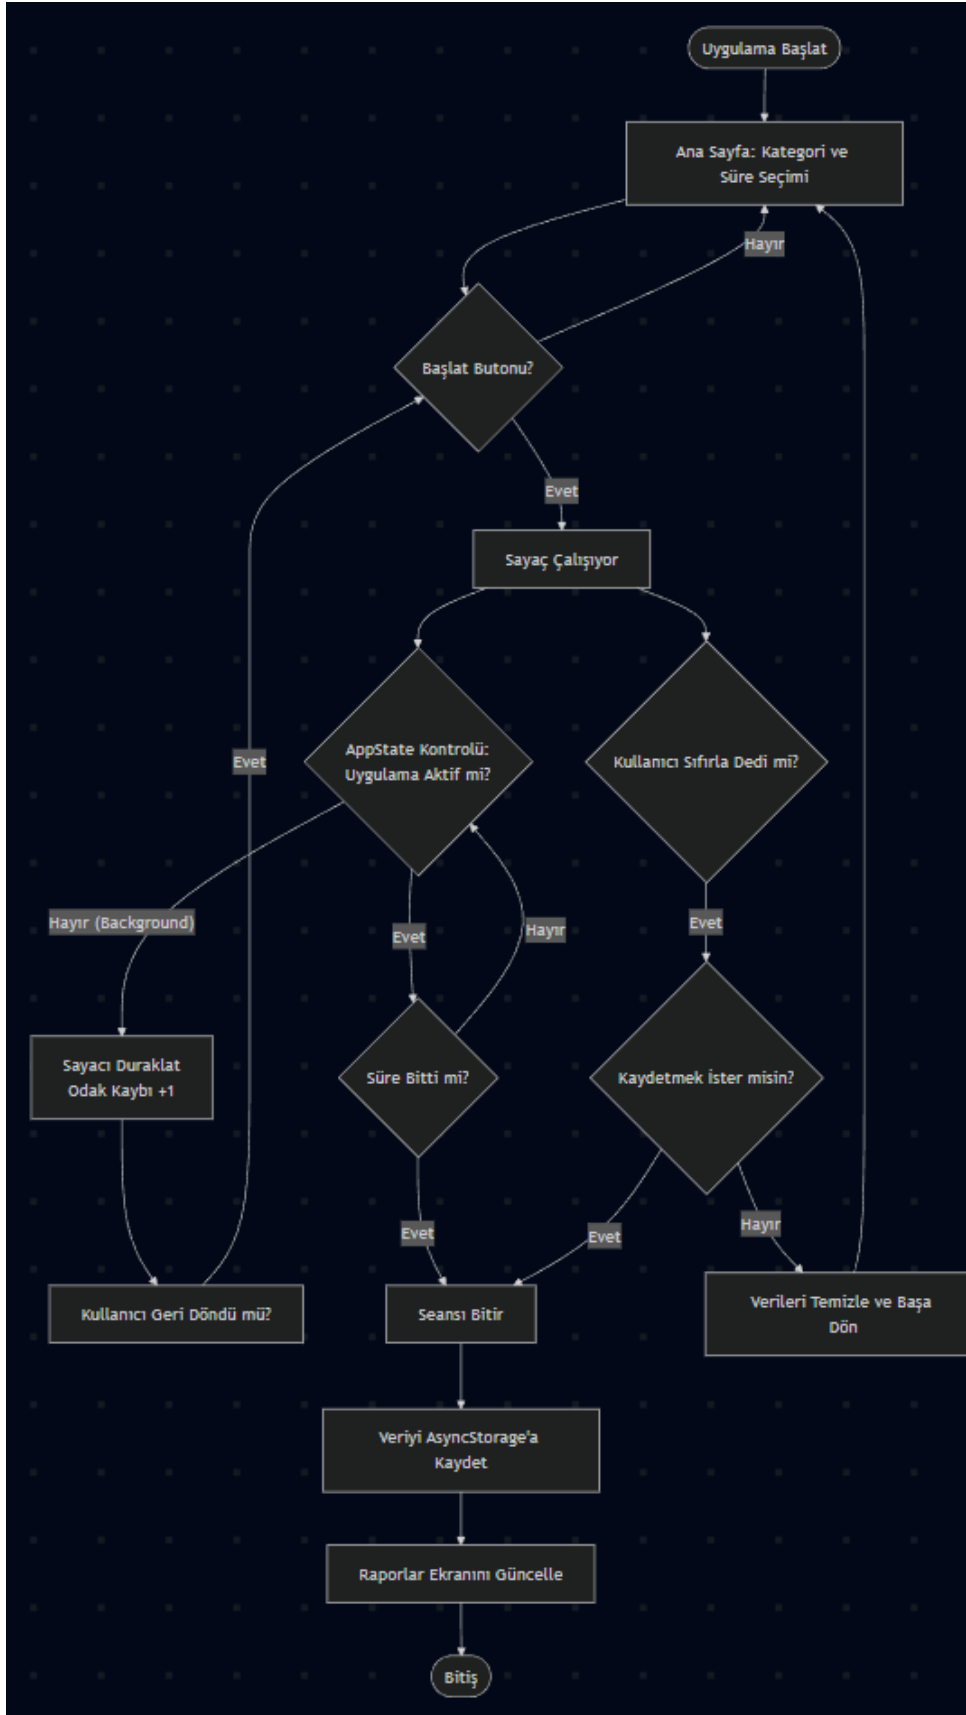 Uygulama Başlat
Ana Sayfa: Kategori ve
Süre Seçimi
Hayır
Başlat Butonu?
Evet
Sayaç Çalışıyor
AppState Kontrolü:
Uygulama Aktif mi?
Kullanıcı Sıfırla Dedi mi?
Evet
Hayır (Background)
Evet
Hayır
Evet
Sayacı Duraklat
Odak Kaybı +1
Süre Bitti mi?
Kaydetmek İster misin?
Evet
Evet
Hayır
Kullanıcı Geri Döndü mü?
Seansı Bitir
Verileri Temizle ve Başa
Dön
Veriyi AsyncStorage'a
Kaydet
Raporlar Ekranını Güncelle
Bitiş